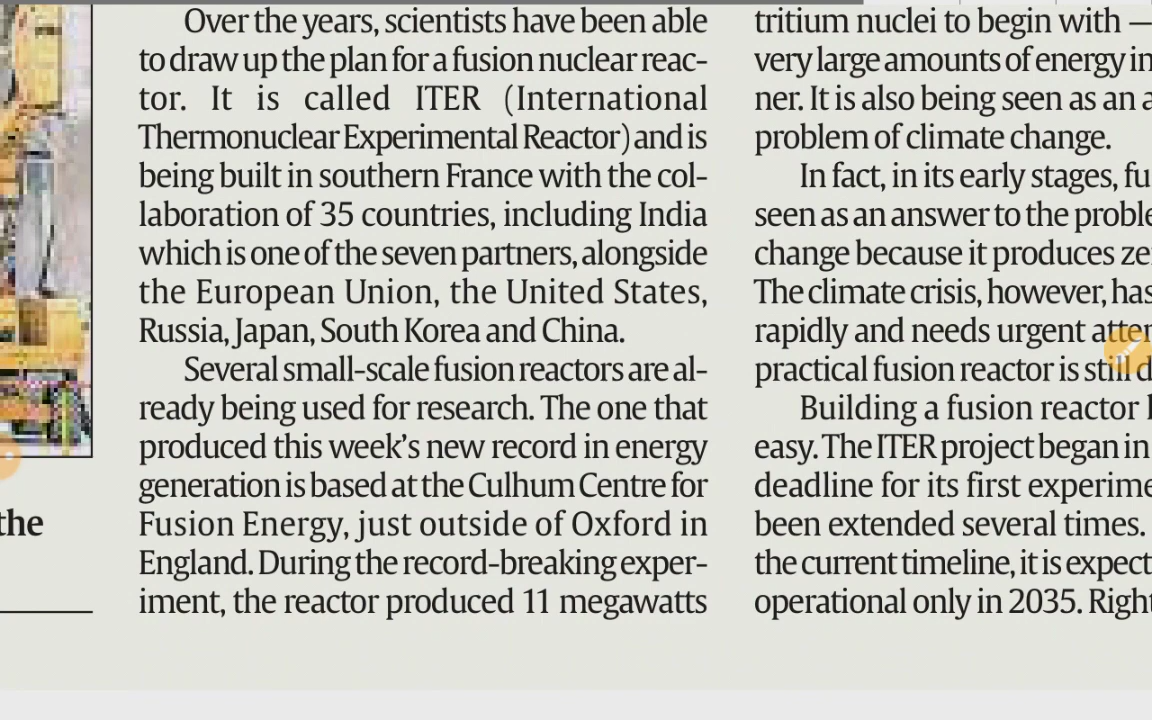 the
Over the years, scientists have been able
to draw up the plan for a fusion nuclear reac-
tor. It is called ITER (International
Thermonuclear Experimental Reactor) and is
being built in southern France with the col-
laboration of 35 countries, including India
which is one of the seven partners, alongside
the European Union, the United States,
Russia, Japan, South Korea and China.
Several small-scale fusion reactors are al-
ready being used for research. The one that
produced this week’s new record in energy
generation is based at the Culhum Centre for
Fusion Energy, just outside of Oxford in
England. During the record-breaking exper-
iment, the reactor produced 11 megawatts
tritium nuclei to begin with —
very large amounts of energy in
ner. It is also being seen as an a
problem of climate change.
In fact, in its early stages, fu
seen as an answer to the proble
change because it produces ze
The climate crisis, however, has
rapidly and needs urgent atten
practical fusion reactor is still d
Building a fusion reactor
easy. The ITER project began in
deadline for its first experime
been extended several times.
the current timeline, it is expect
operational only in 2035. Right